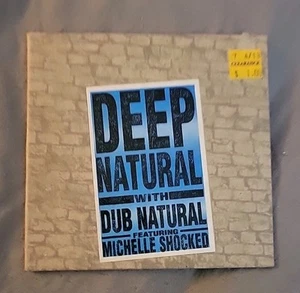 DEEP
NATURAL
WITH
DUB NATURAL
FEATURING
MICHELLE SHOCKED